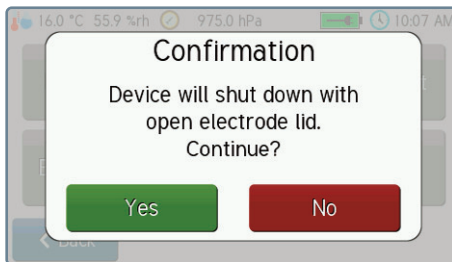 16.0 °C 55.9 %rh 975.0 hPa 10:07 AM
Confirmation
Device will shut down with
open electrode lid.
Continue?
Yes No
Back